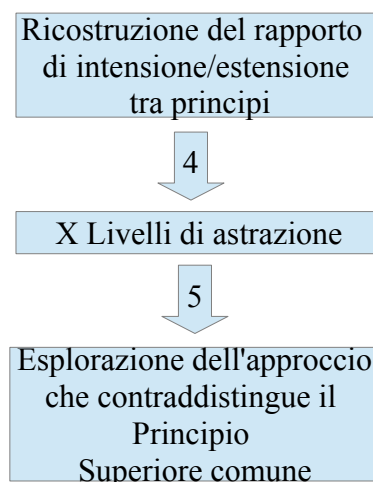 Ricostruzione del rapporto
di intensione/estensione
tra principi
4
X Livelli di astrazione
5
Esplorazione dell'approccio
che contraddistingue il
Principio
Superiore comune